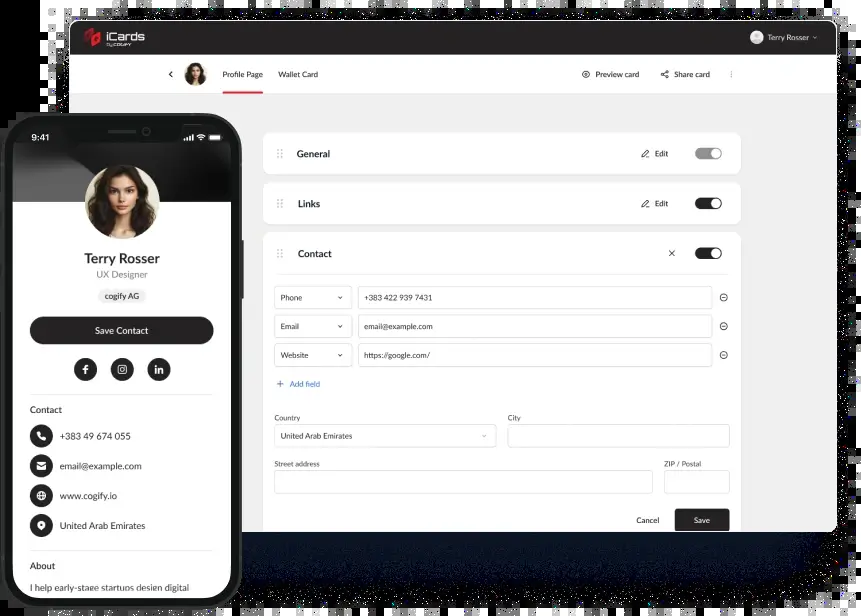 iCards
by COGIFY
Terry Rosser
Profile Page
Wallet Card
Preview card
Share card
General
Edit
Links
Edit
Contact
Phone
+383 422 939 7431
Email
email@example.com
Website
https://google.com/
+ Add field
Country
City
United Arab Emirates
Street address
ZIP / Postal
Cancel
Save
9:41
Terry Rosser
UX Designer
cogify AG
Save Contact
f
in
Contact
+383 49 674 055
email@example.com
www.cogify.io
United Arab Emirates
About
I help early-stage startups design digital